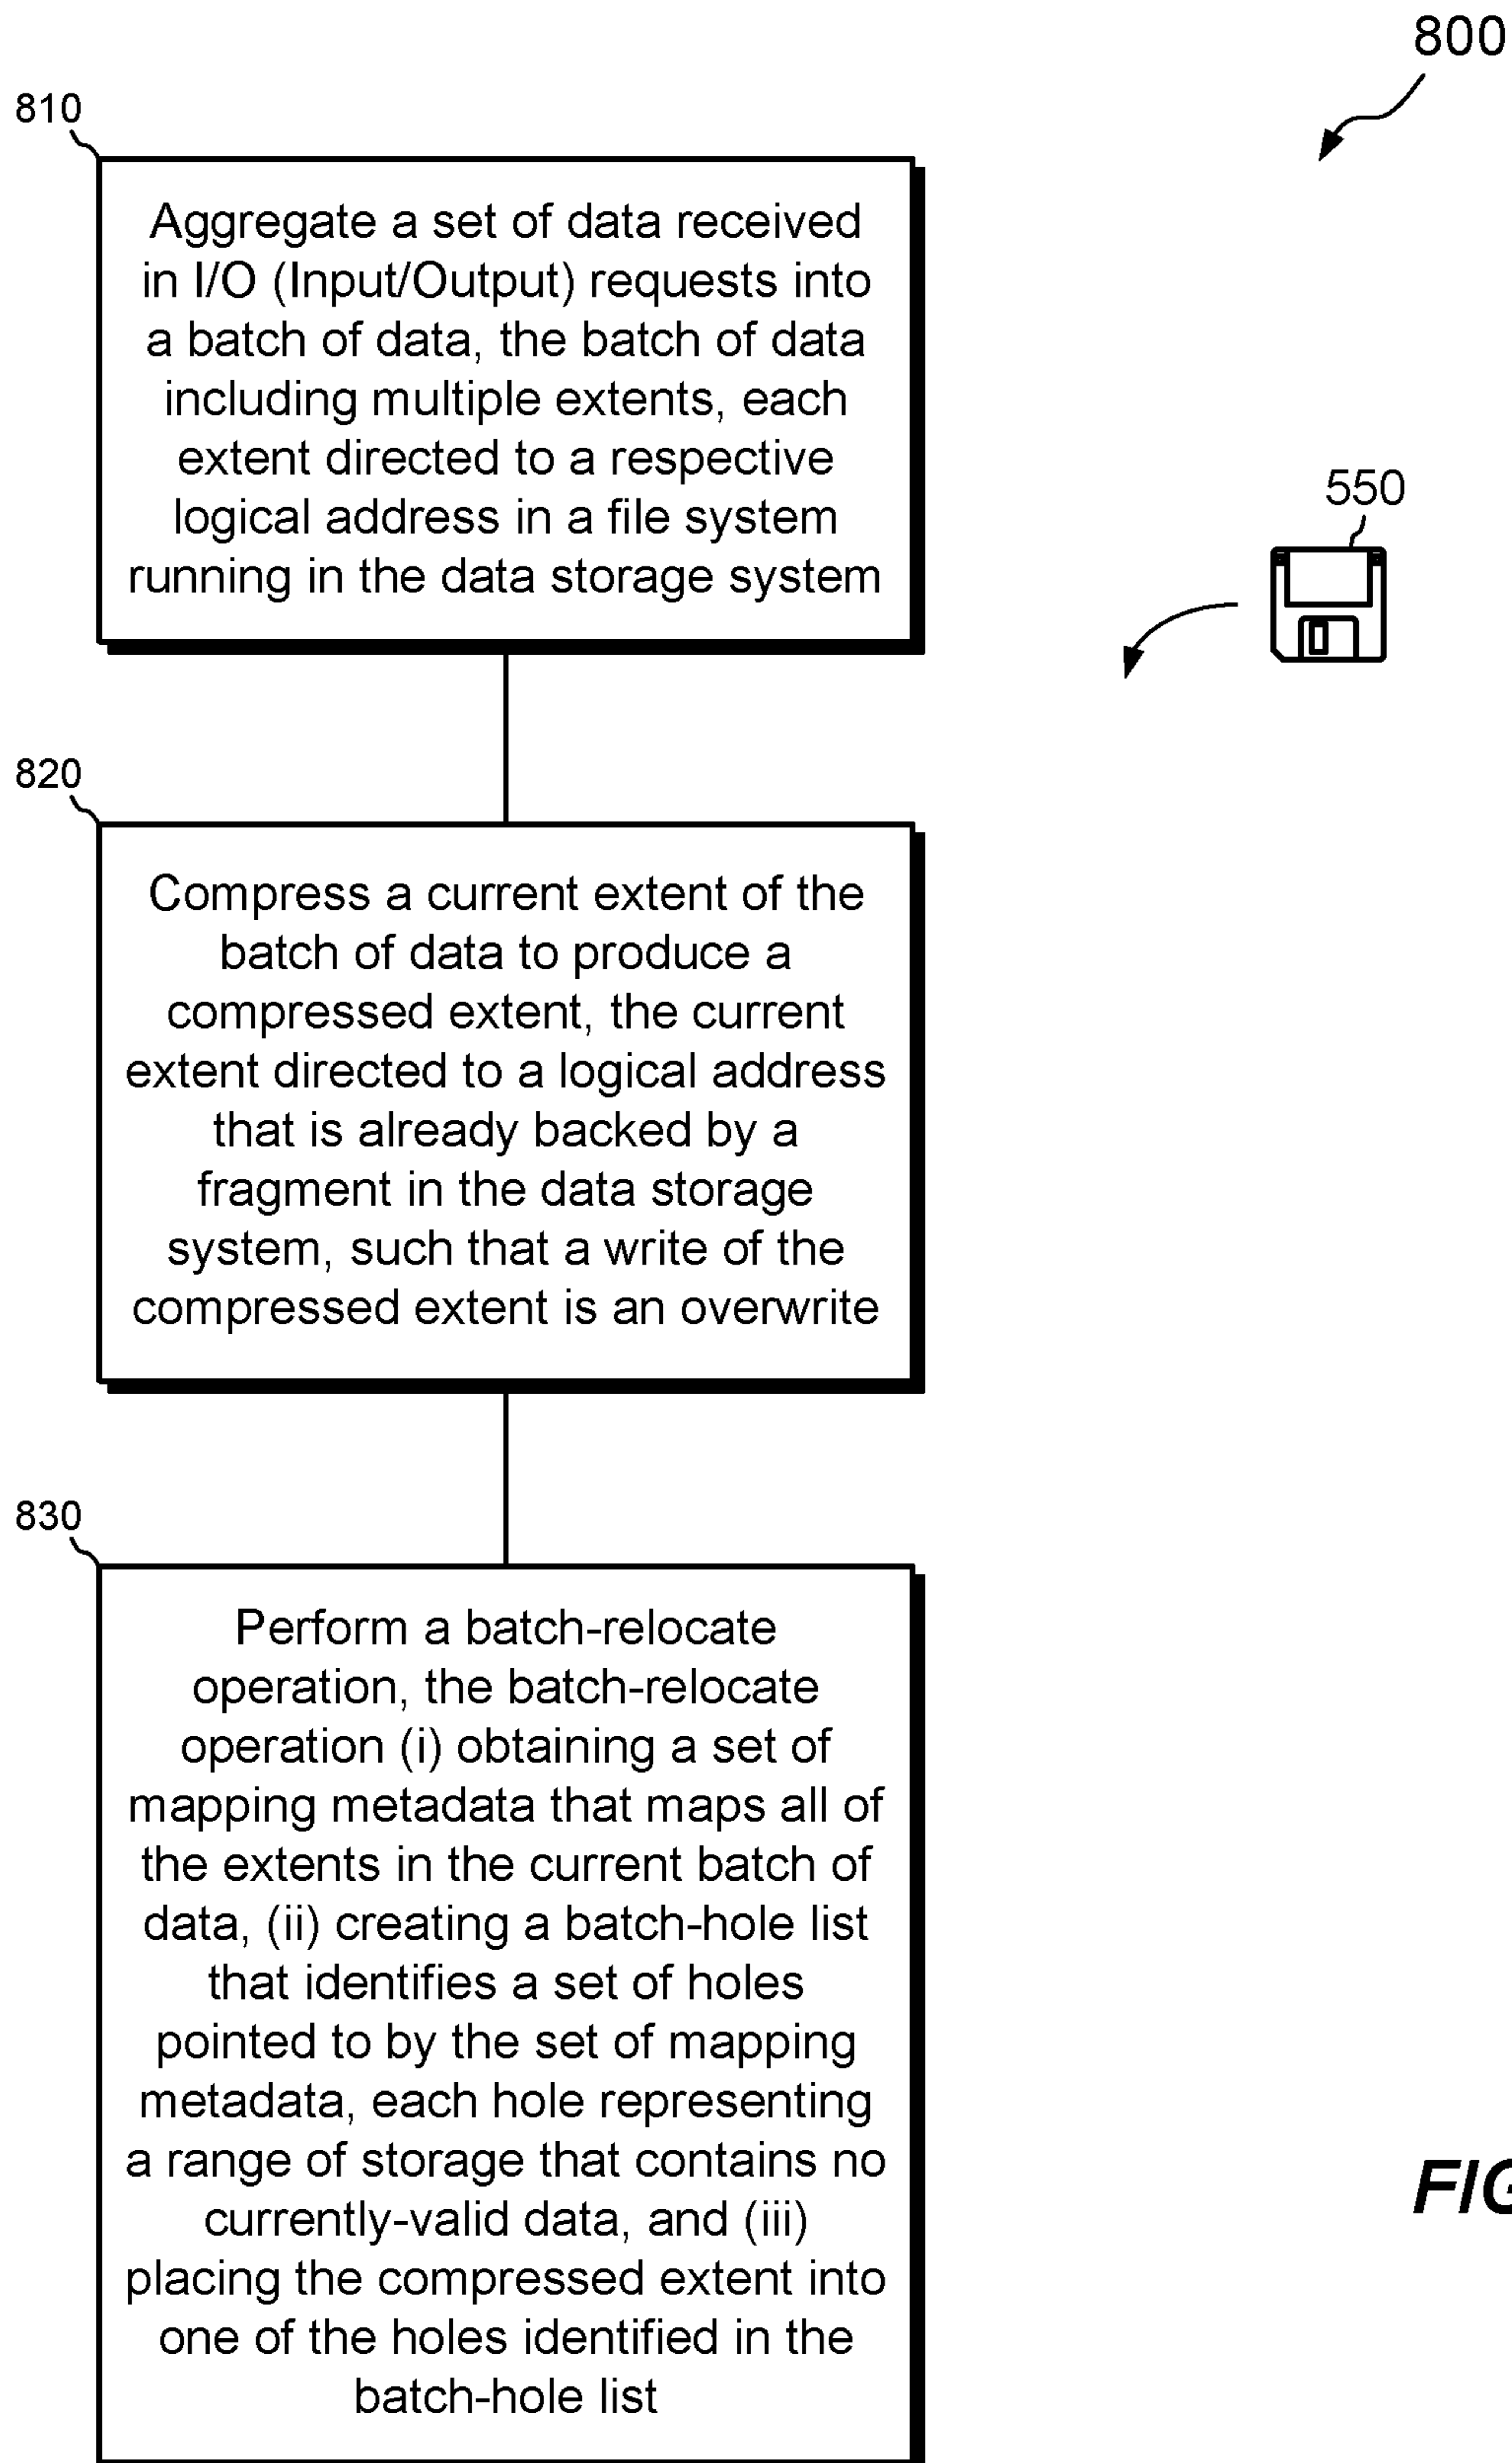 800
810
Aggregate a set of data received
in I/O (Input/Output) requests into
a batch of data, the batch of data
including multiple extents, each
extent directed to a respective
logical address in a file system
running in the data storage system
550
820
Compress a current extent of the
batch of data to produce a
compressed extent, the current
extent directed to a logical address
that is already backed by a
fragment in the data storage
system, such that a write of the
compressed extent is an overwrite
830
Perform a batch-relocate
operation, the batch-relocate
operation (i) obtaining a set of
mapping metadata that maps all of
the extents in the current batch of
data, (ii) creating a batch-hole list
that identifies a set of holes
pointed to by the set of mapping
metadata, each hole representing
a range of storage that contains no
currently-valid data, and (iii)
placing the compressed extent into
one of the holes identified in the
batch-hole list